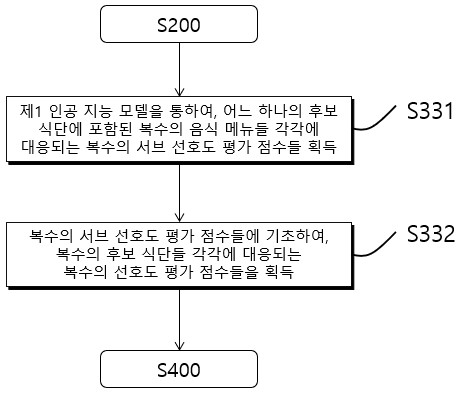 S200
제1 인공 지능 모델을 통하여, 어느 하나의 후보
식단에 포함된 복수의 음식 메뉴들 각각에
대응되는 복수의 서브 선호도 평가 점수들 획득
S331
복수의 서브 선호도 평가 점수들에 기초하여,
복수의 후보 식단들 각각에 대응되는
복수의 선호도 평가 점수들을 획득
S332
S400